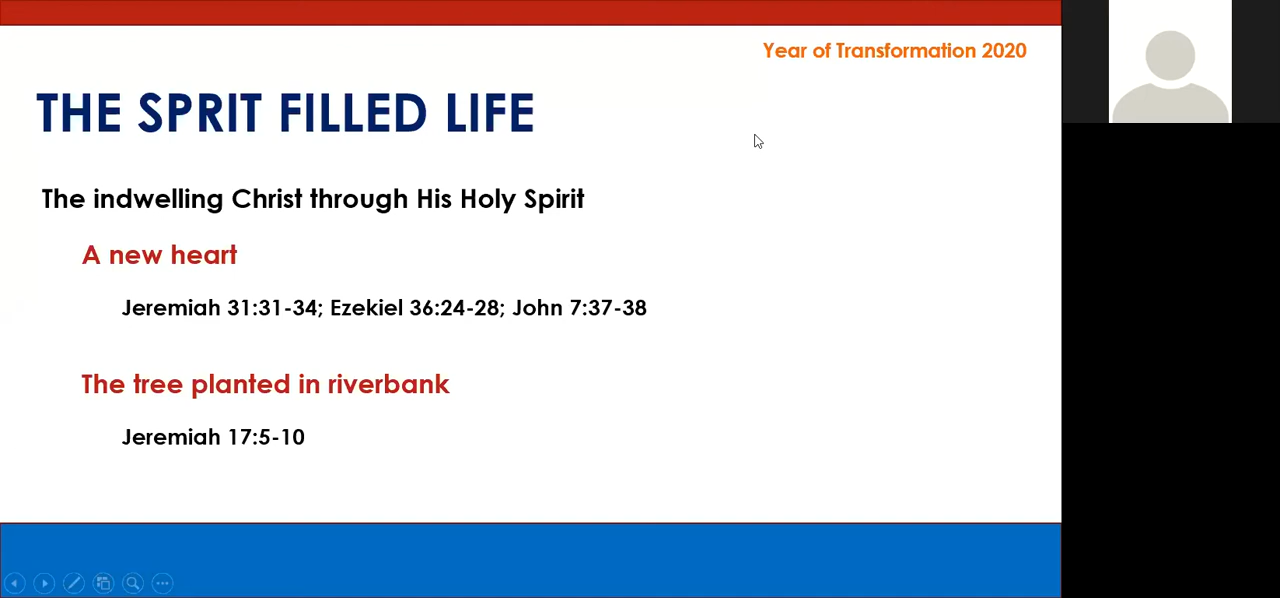 Year of Transformation 2020
THE SPRIT FILLED LIFE
The indwelling Christ through His Holy Spirit
A new heart
Jeremiah 31:31-34; Ezekiel 36:24-28; John 7:37-38
The tree planted in riverbank
Jeremiah 17:5-10